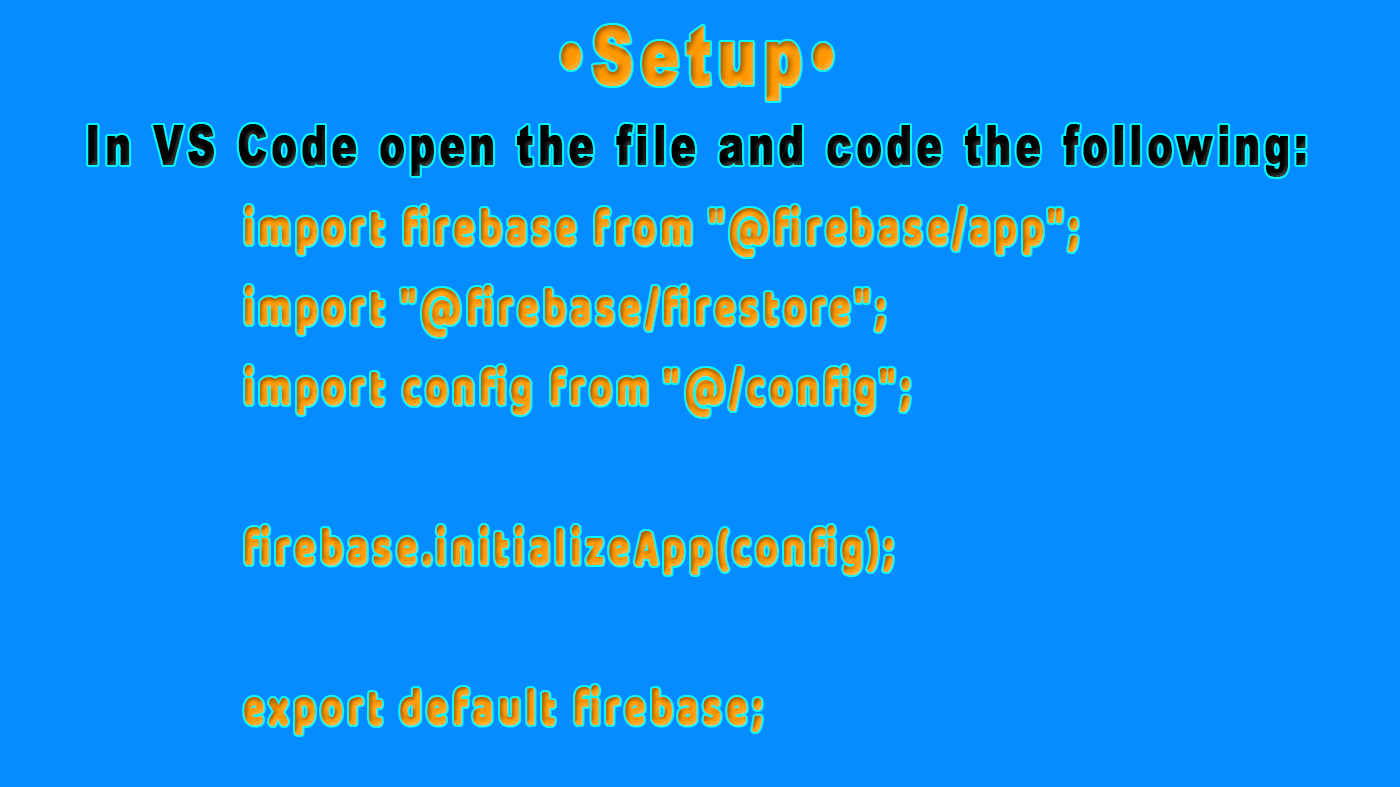 •Setup•
In VS Code open the file and code the following:
import firebase from "@firebase/app";
import "@firebase/firestore";
import config from "@/config";
firebase.initializeApp(config);
export default firebase;